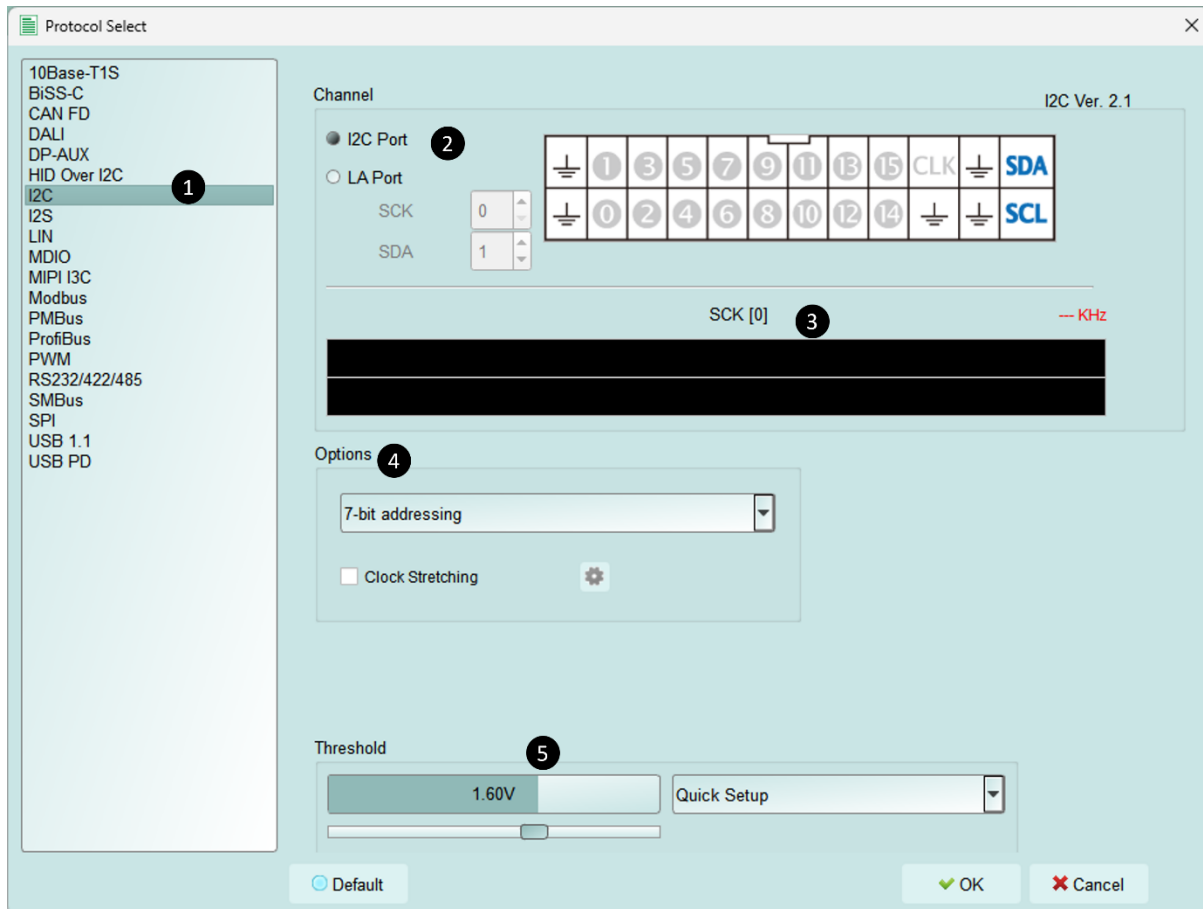 Protocol Select
10Base-T1S
BiSS-C
CAN FD
DALI
DP-AUX
HID Over I2C
1
I2C
I2S
LIN
MDIO
MIPI I3C
Modbus
PMBus
ProfiBus
PWM
RS232/422/485
SMBus
SPI
USB 1.1
USB PD
Channel
I2C Ver. 2.1
I2C Port 2
LA Port
SCK 0
SDA 1
1 3 5 7 9 11 13 15 CLK SDA
0 2 4 6 8 10 12 14 SCL
SCK [0] 3 --- KHz
Options 4
7-bit addressing
Clock Stretching
Threshold 5
1.60V Quick Setup
Default OK Cancel